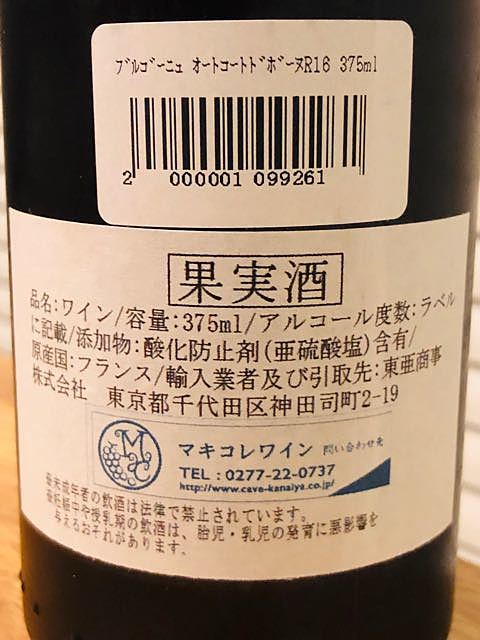 ﾌﾞﾙｺﾞｰﾆｭ ｵｰﾄｺｰﾄﾄﾞﾎﾞｰﾇR16 375ml
2 000001 099261
果実酒
品名:ワイン/容量:375ml/アルコール度数:ラベル
に記載/添加物:酸化防止剤(亜硫酸塩)含有/
原産国:フランス/輸入業者及び引取先:東亜商事
株式会社 東京都千代田区神田司町2-19
MC
マキコレワイン 問い合わせ先
TEL : 0277-22-0737
http://www.cave-kanaiya.co.jp/
※未成年者の飲酒は法律で禁止されています。
※妊娠中や授乳期の飲酒は、胎児・乳児の発育に悪影響を
与えるおそれがあります。